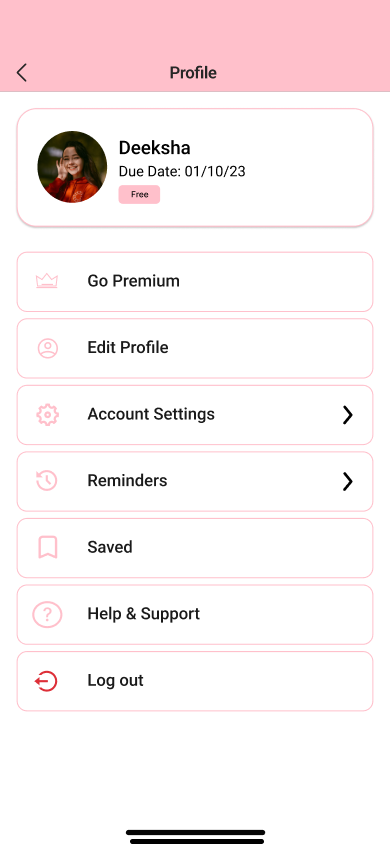 Profile
Deeksha
Due Date: 01/10/23
Free
Go Premium
Edit Profile
Account Settings
Reminders
Saved
Help & Support
Log out